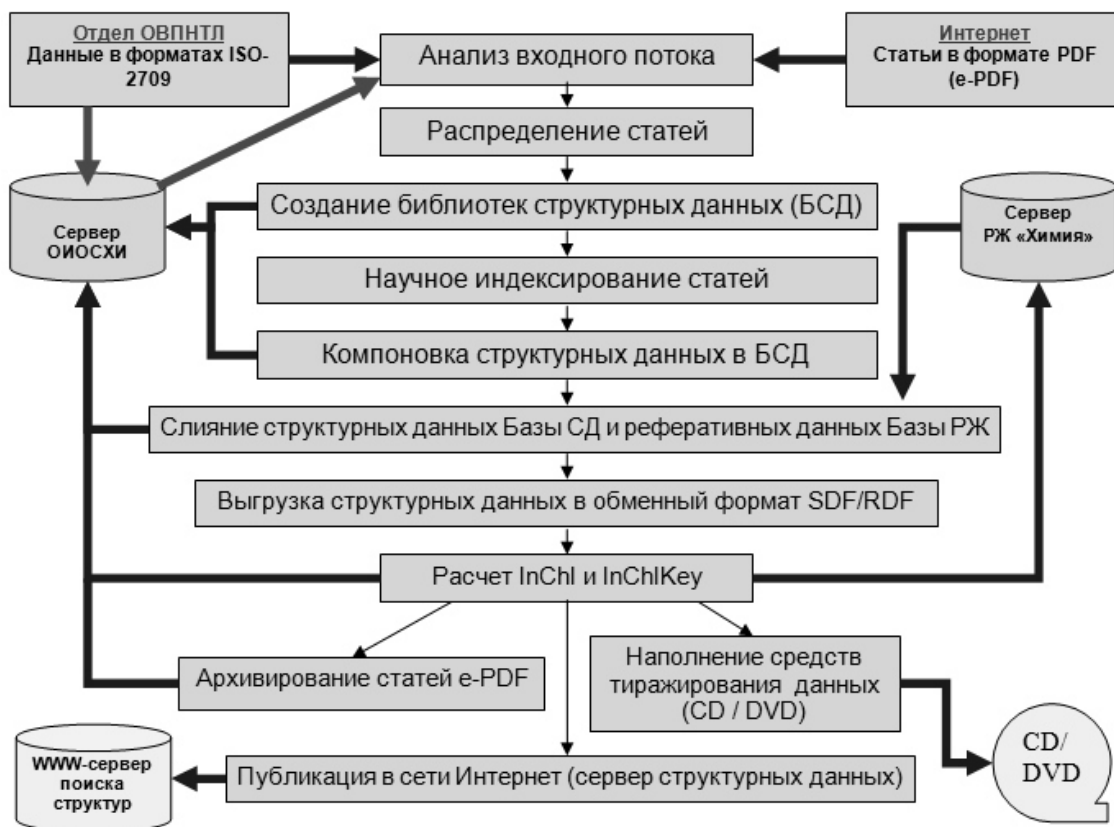 Отдел ОВПНТЛ
Данные в форматах ISO-
2709
Анализ входного потока
Интернет
Статьи в формате PDF
(e-PDF)
Распределение статей
Сервер
ОИОСХИ
Создание библиотек структурных данных (БСД)
Сервер
РЖ «Химия»
Научное индексирование статей
Компоновка структурных данных в БСД
Слияние структурных данных Базы СД и реферативных данных Базы РЖ
Выгрузка структурных данных в обменный формат SDF/RDF
Расчет InChI и InChIKey
Архивирование статей e-PDF
Наполнение средств
тиражирования данных
(CD / DVD)
WWW-сервер
поиска
структур
Публикация в сети Интернет (сервер структурных данных)
CD/
DVD